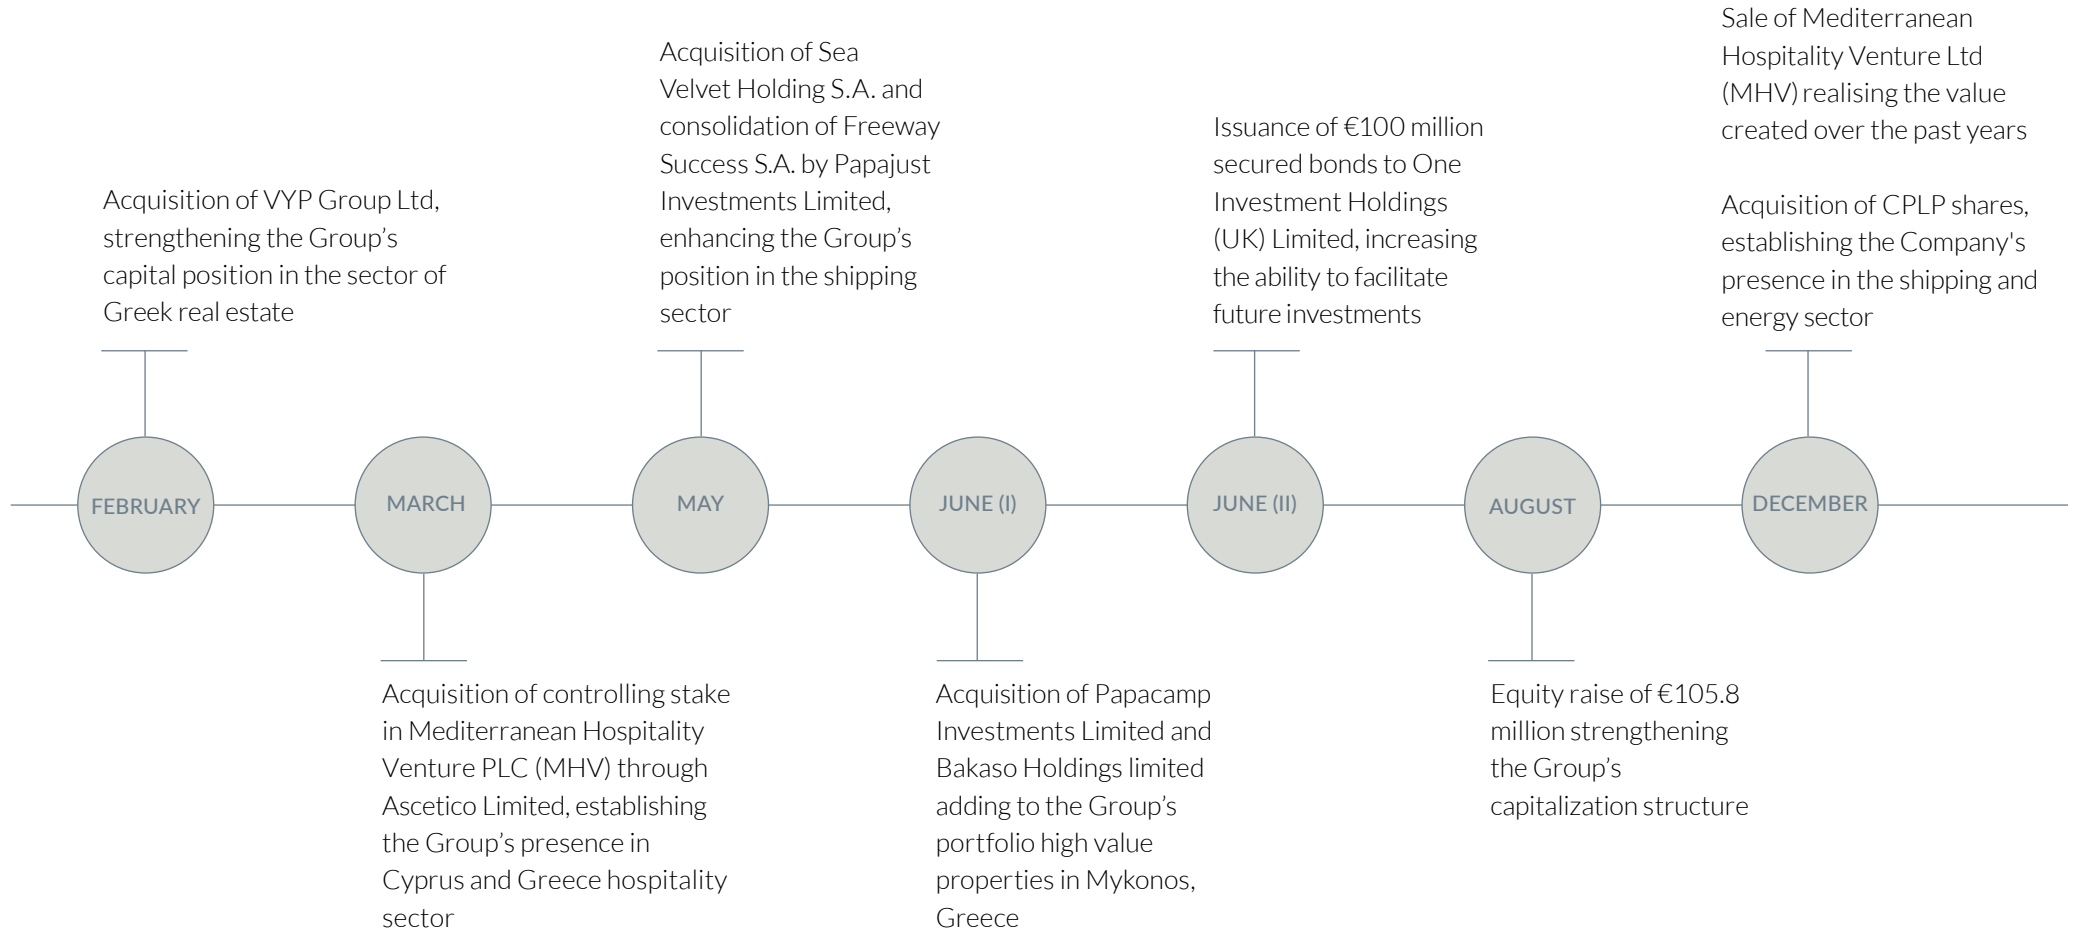 Acquisition of VYP Group Ltd,
strengthening the Group’s
capital position in the sector of
Greek real estate
FEBRUARY
MARCH
Acquisition of controlling stake
in Mediterranean Hospitality
Venture PLC (MHV) through
Ascetico Limited, establishing
the Group’s presence in
Cyprus and Greece hospitality
sector
Acquisition of Sea
Velvet Holding S.A. and
consolidation of Freeway
Success S.A. by Papajust
Investments Limited,
enhancing the Group’s
position in the shipping
sector
MAY
JUNE (I)
Acquisition of Papacamp
Investments Limited and
Bakaso Holdings limited
adding to the Group’s
portfolio high value
properties in Mykonos,
Greece
Issuance of €100 million
secured bonds to One
Investment Holdings
(UK) Limited, increasing
the ability to facilitate
future investments
JUNE (II)
AUGUST
Equity raise of €105.8
million strengthening
the Group’s
capitalization structure
Sale of Mediterranean
Hospitality Venture Ltd
(MHV) realising the value
created over the past years
Acquisition of CPLP shares,
establishing the Company's
presence in the shipping and
energy sector
DECEMBER